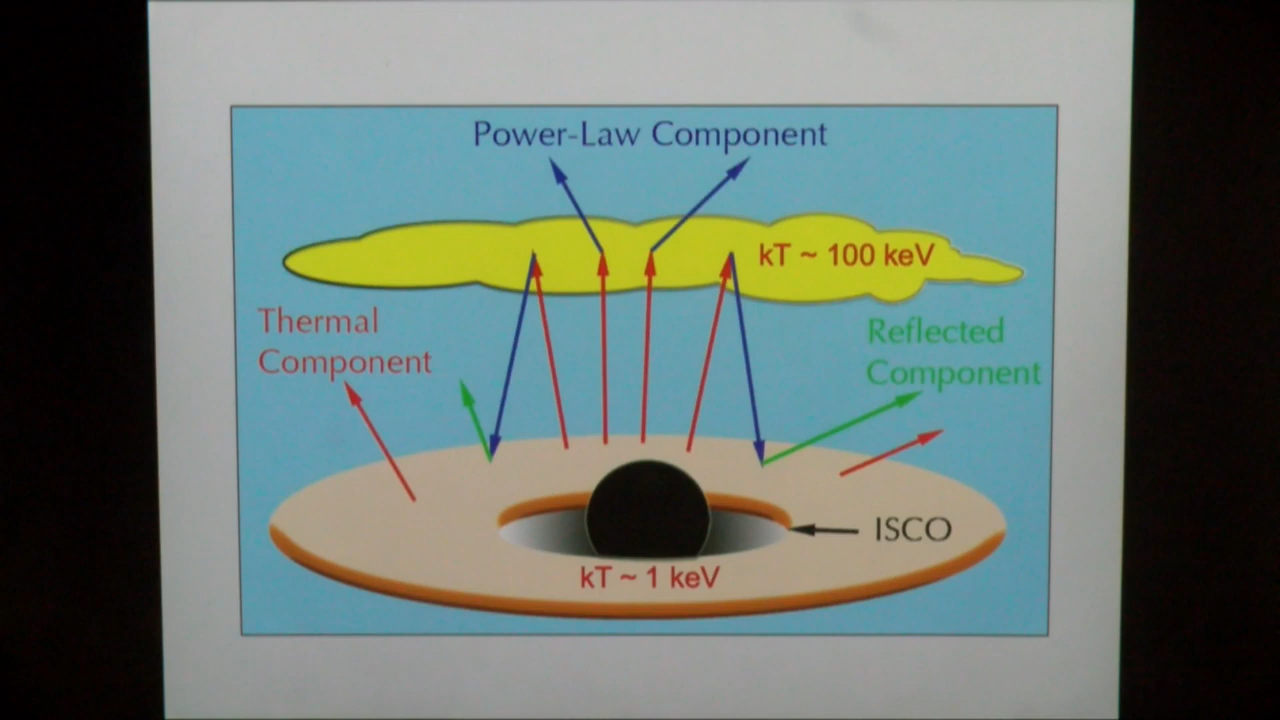 Power-Law Component
kT ~ 100 keV
Thermal
Component
Reflected
Component
ISCO
kT ~ 1 keV